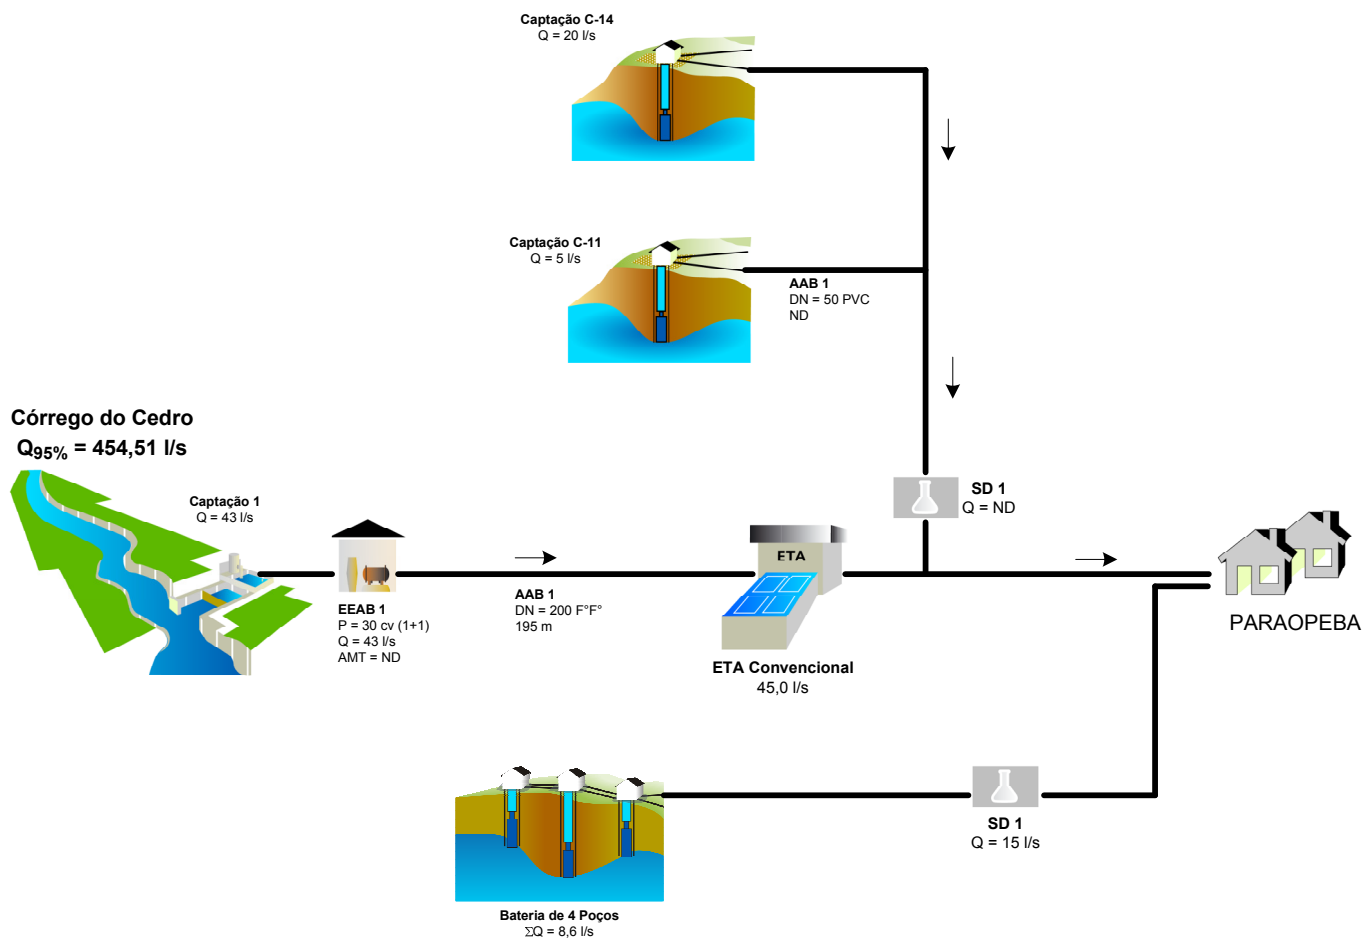 Captação C-14
Q = 20 l/s
Captação C-11
Q = 5 l/s
AAB 1
DN = 50 PVC
ND
Córrego do Cedro
Q95% = 454,51 l/s
Captação 1
Q = 43 l/s
EEAB 1
P = 30 cv (1+1)
Q = 43 l/s
AMT = ND
AAB 1
DN = 200 F°F°
195 m
ETA
ETA Convencional
45,0 l/s
SD 1
Q = ND
PARAOPEBA
SD 1
Q = 15 l/s
Bateria de 4 Poços
ΣQ = 8,6 l/s